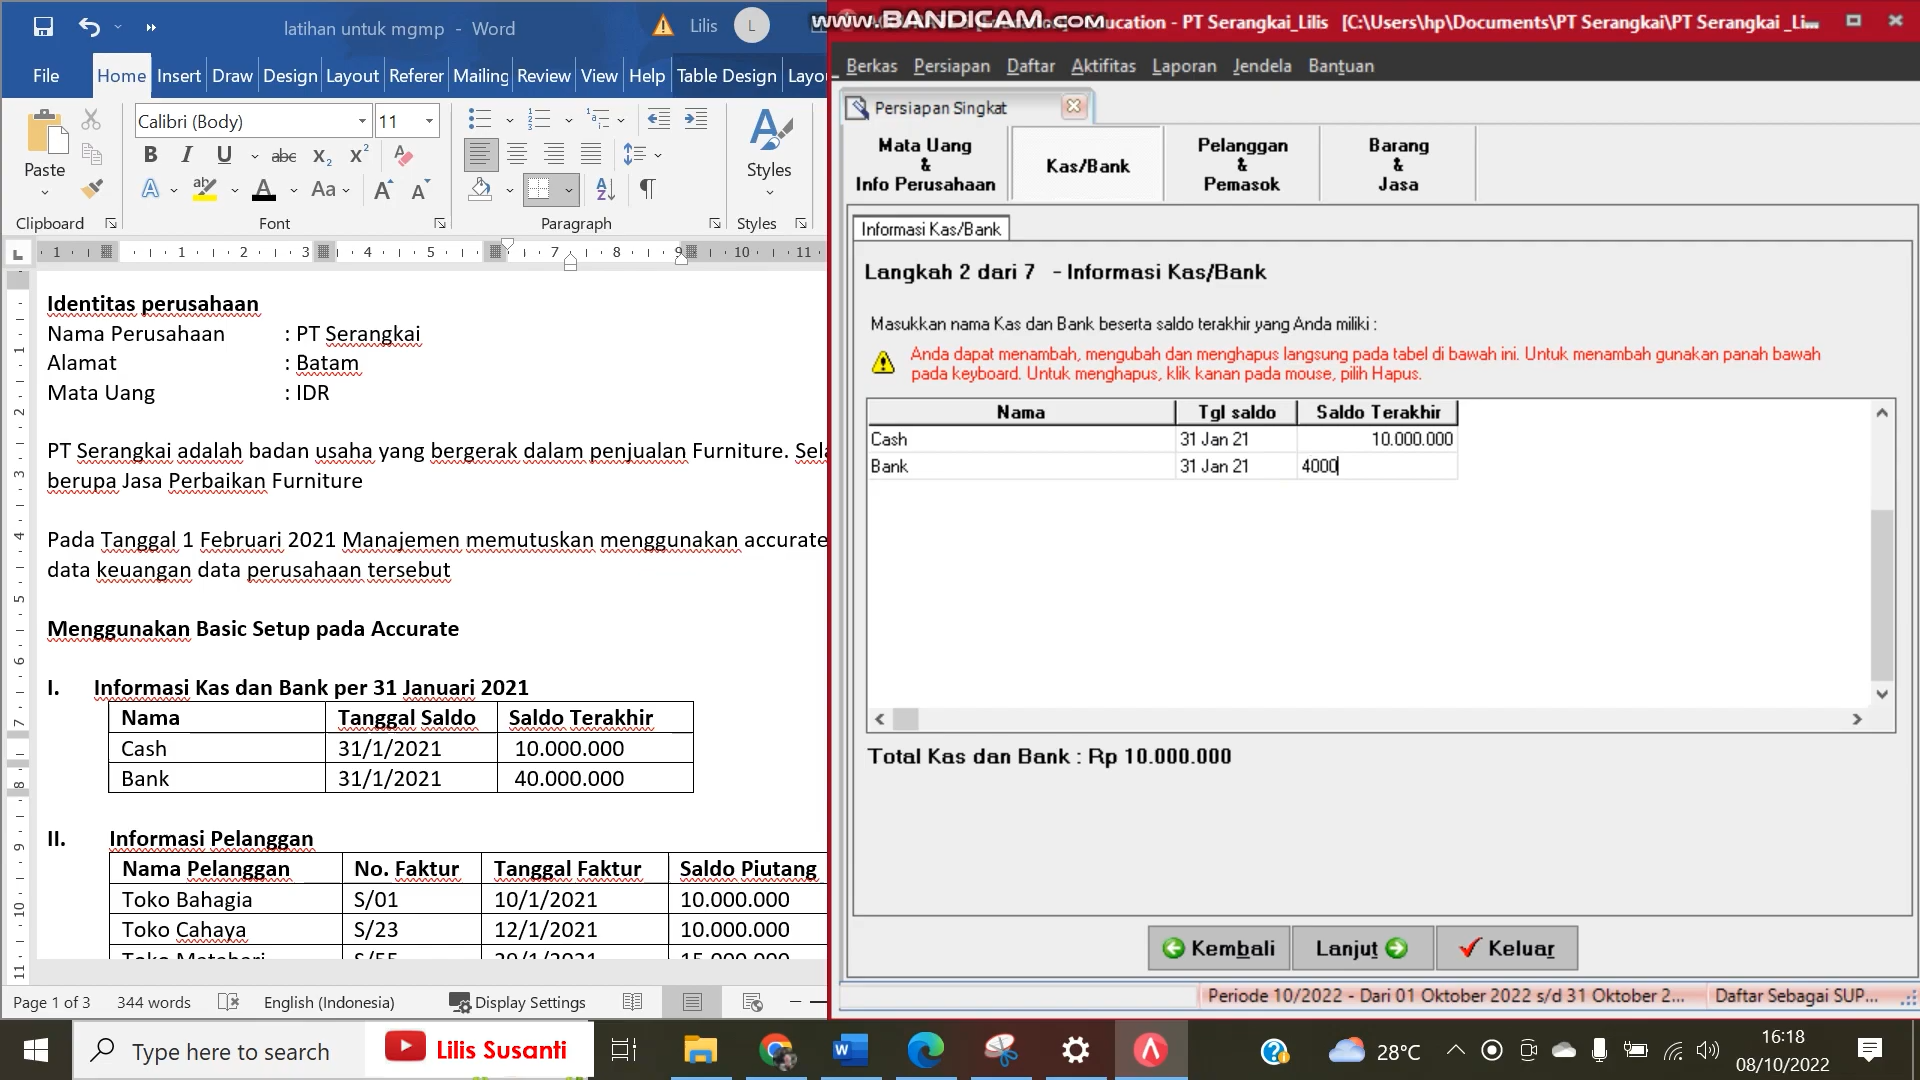 latihan untuk mgmp - Word
Lilis
L
File Home Insert Draw Design Layout Referer Mailing Review View Help Table Design Layou
Paste
Calibri (Body) 11
Styles
Clipboard Font Paragraph Styles
Identitas perusahaan
Nama Perusahaan : PT Serangkai
Alamat : Batam
Mata Uang : IDR
PT Serangkai adalah badan usaha yang bergerak dalam penjualan Furniture. Sela
berupa Jasa Perbaikan Furniture
Pada Tanggal 1 Februari 2021 Manajemen memutuskan menggunakan accurate
data keuangan data perusahaan tersebut
Menggunakan Basic Setup pada Accurate
I. Informasi Kas dan Bank per 31 Januari 2021
Nama Tanggal Saldo Saldo Terakhir
Cash 31/1/2021 10.000.000
Bank 31/1/2021 40.000.000
II. Informasi Pelanggan
Nama Pelanggan No. Faktur Tanggal Faktur Saldo Piutang
Toko Bahagia S/01 10/1/2021 10.000.000
Toko Cahaya S/23 12/1/2021 10.000.000
Page 1 of 3 344 words English (Indonesia) Display Settings
www.BANDICAM.com
ducation - PT Serangkai_Lilis [C:\Users\hp\Documents\PT Serangkai\PT Serangkai _Li...
Berkas Persiapan Daftar Aktifitas Laporan Jendela Bantuan
Persiapan Singkat
Mata Uang
&
Info Perusahaan
Kas/Bank
Pelanggan
&
Pemasok
Barang
&
Jasa
Informasi Kas/Bank
Langkah 2 dari 7 - Informasi Kas/Bank
Masukkan nama Kas dan Bank beserta saldo terakhir yang Anda miliki :
Anda dapat menambah, mengubah dan menghapus langsung pada tabel di bawah ini. Untuk menambah gunakan panah bawah
pada keyboard. Untuk menghapus, klik kanan pada mouse, pilih Hapus.
Nama Tgl saldo Saldo Terakhir
Cash 31 Jan 21 10.000.000
Bank 31 Jan 21 4000
Total Kas dan Bank : Rp 10.000.000
Kembali Lanjut Keluar
Periode 10/2022 - Dari 01 Oktober 2022 s/d 31 Oktober 2... Daftar Sebagai SUP...
Type here to search
Lilis Susanti
28°C
16:18
08/10/2022